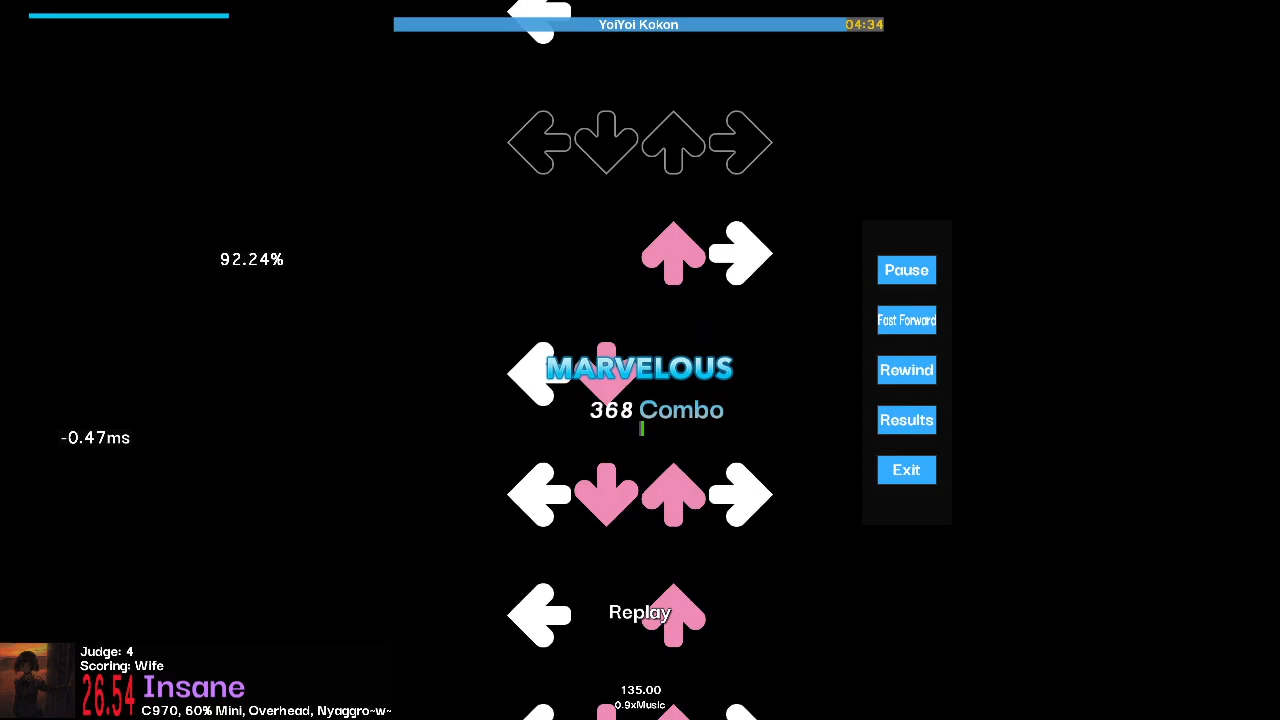 YoiYoi Kokon
04:34
92.24%
Pause
Fast Forward
MARVELOUS
Rewind
368 Combo
Results
-0.47ms
Exit
Replay
Judge: 4
Scoring: Wife
26.54 Insane
135.00
0.9xMusic
C970, 60% Mini, Overhead, Nyaggro~w~